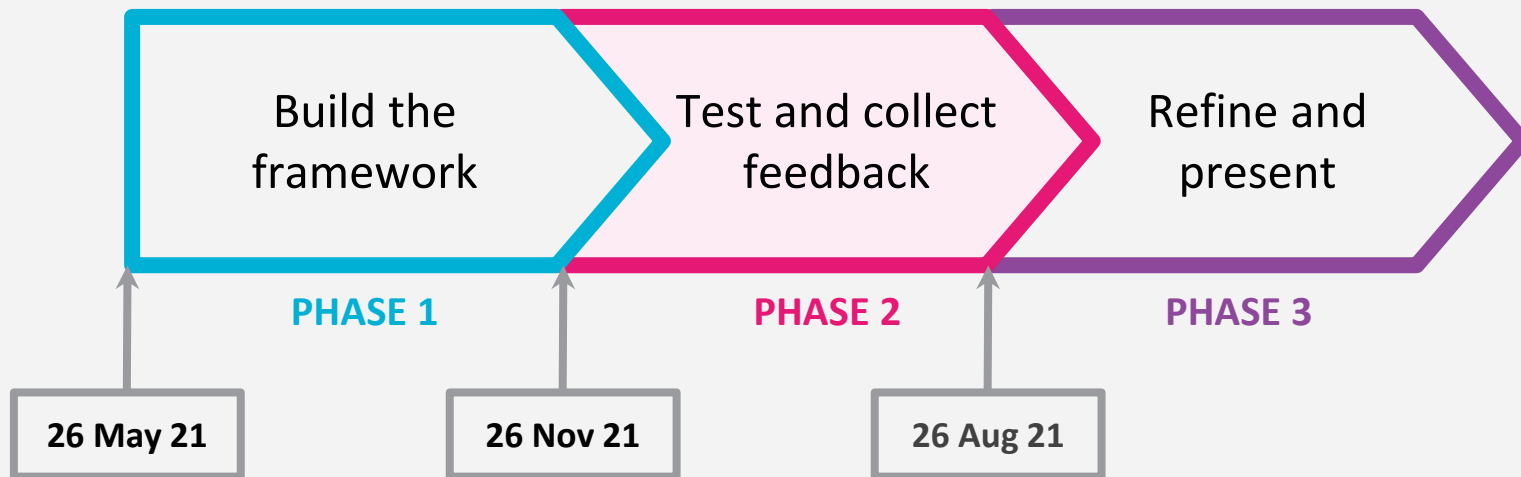 Build the
framework
Test and collect
feedback
Refine and
present
PHASE 1
PHASE 2
PHASE 3
26 May 21
26 Nov 21
26 Aug 21